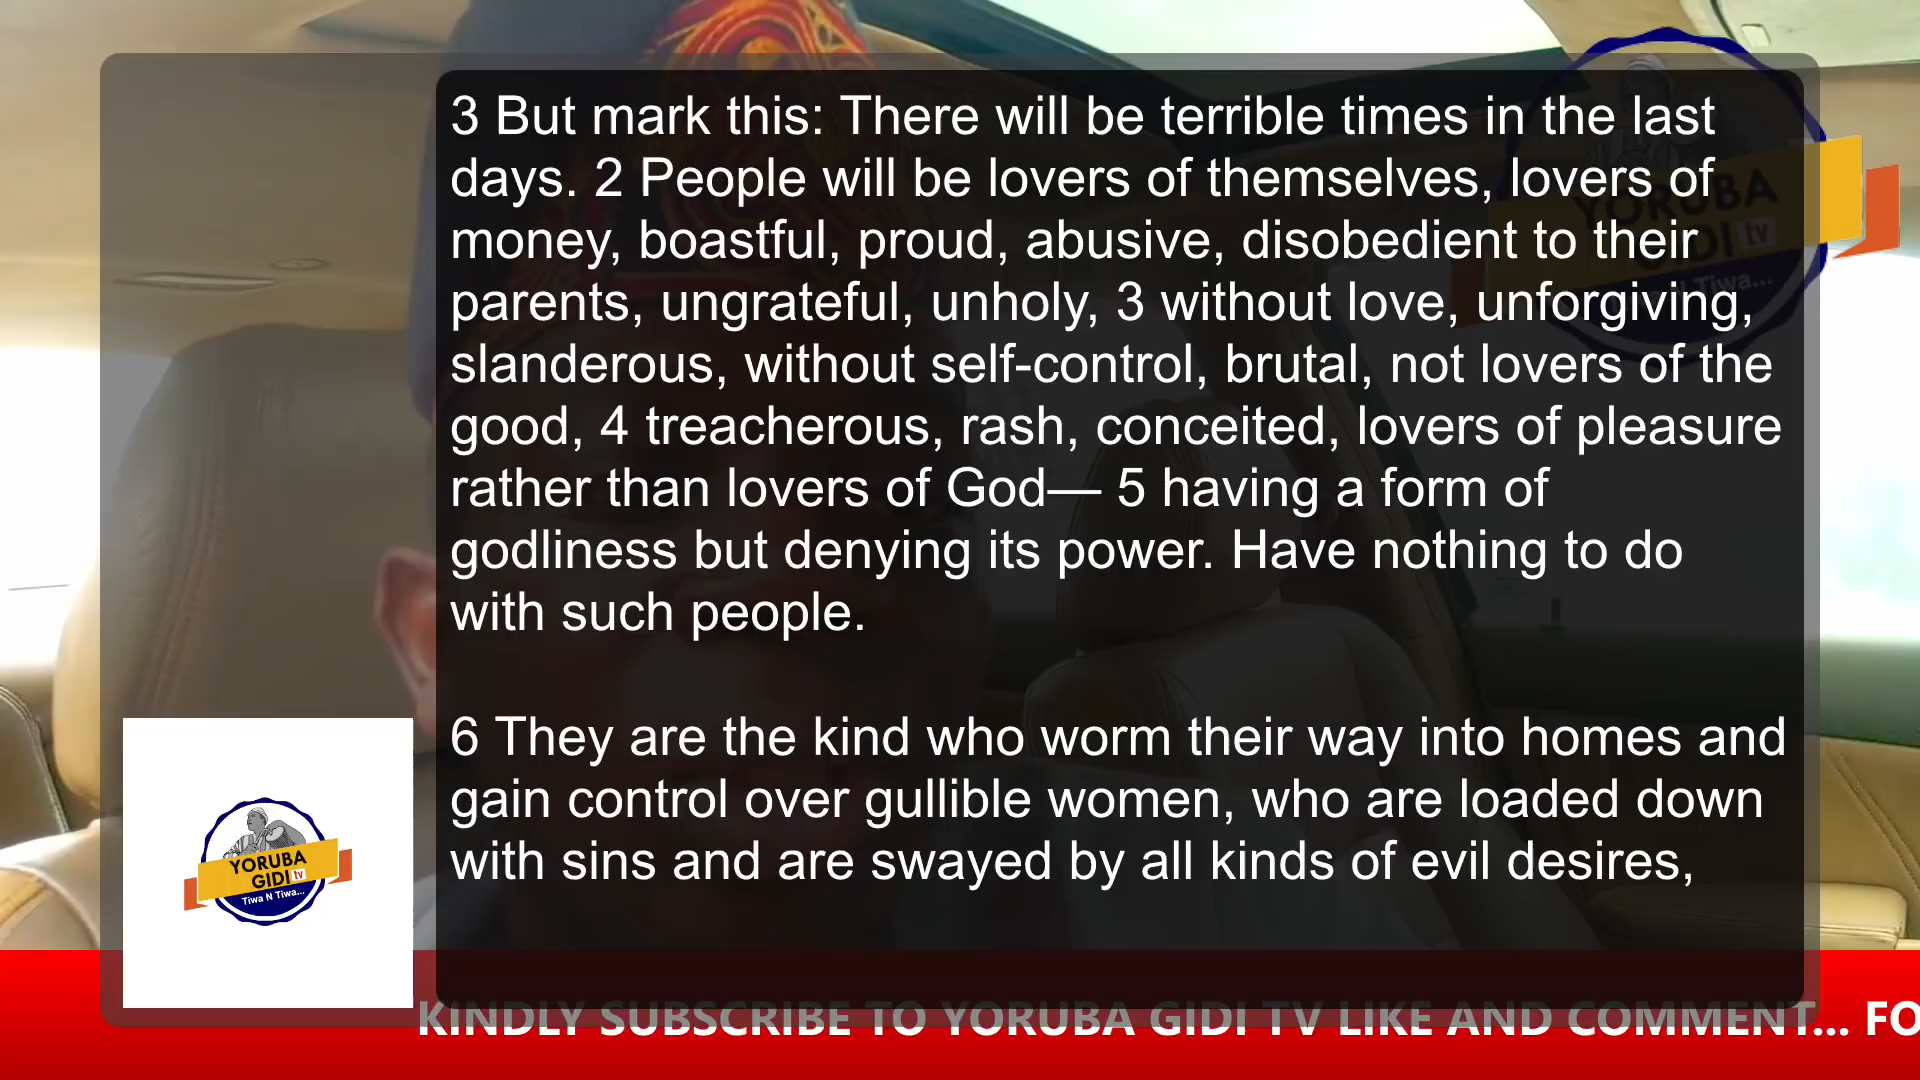 3 But mark this: There will be terrible times in the last
days. 2 People will be lovers of themselves, lovers of
money, boastful, proud, abusive, disobedient to their
parents, ungrateful, unholy, 3 without love, unforgiving,
slanderous, without self-control, brutal, not lovers of the
good, 4 treacherous, rash, conceited, lovers of pleasure
rather than lovers of God— 5 having a form of
godliness but denying its power. Have nothing to do
with such people.
6 They are the kind who worm their way into homes and
gain control over gullible women, who are loaded down
with sins and are swayed by all kinds of evil desires,
YORUBA
GIDI tv
Tiwa N Tiwa...
YORUBA
GIDI tv
Tiwa...
KINDLY SUBSCRIBE TO YORUBA GIDI TV LIKE AND COMMENT... FO